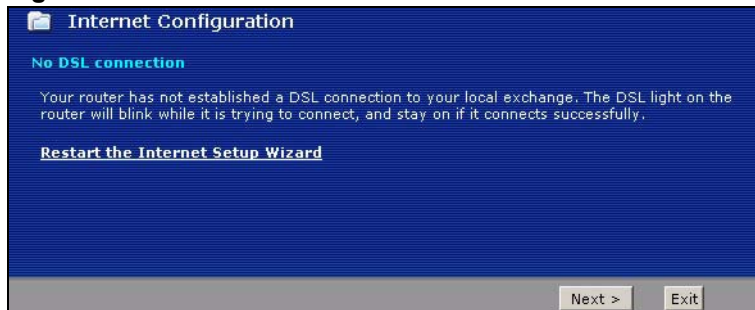 Internet Configuration
No DSL connection
Your router has not established a DSL connection to your local exchange. The DSL light on the
router will blink while it is trying to connect, and stay on if it connects successfully.
Restart the Internet Setup Wizard
Next >
Exit